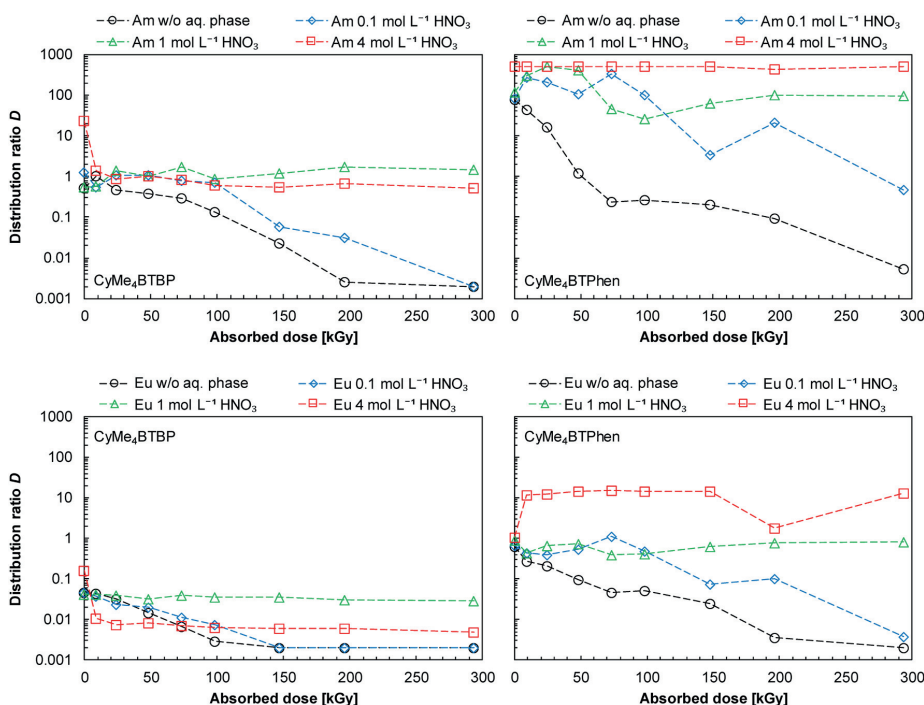 Am w/o aq. phase Am 0.1 mol L⁻¹ HNO₃
Am 1 mol L⁻¹ HNO₃ Am 4 mol L⁻¹ HNO₃
Distribution ratio D
1000
100
10
1
0.1
0.01
0.001
CyMe₄BTBP
0 50 100 150 200 250 300
Absorbed dose [kGy]
Am w/o aq. phase Am 0.1 mol L⁻¹ HNO₃
Am 1 mol L⁻¹ HNO₃ Am 4 mol L⁻¹ HNO₃
CyMe₄BTPhen
0 50 100 150 200 250 300
Absorbed dose [kGy]
Eu w/o aq. phase Eu 0.1 mol L⁻¹ HNO₃
Eu 1 mol L⁻¹ HNO₃ Eu 4 mol L⁻¹ HNO₃
Distribution ratio D
1000
100
10
1
0.1
0.01
0.001
CyMe₄BTBP
0 50 100 150 200 250 300
Absorbed dose [kGy]
Eu w/o aq. phase Eu 0.1 mol L⁻¹ HNO₃
Eu 1 mol L⁻¹ HNO₃ Eu 4 mol L⁻¹ HNO₃
CyMe₄BTPhen
0 50 100 150 200 250 300
Absorbed dose [kGy]